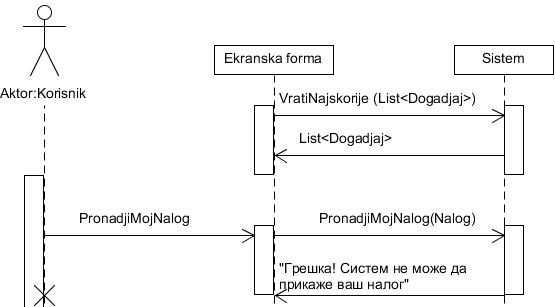 Ekranska forma
Sistem
Aktor:Korisnik
VratiNajskorije (List<Dogadjaj>)
List<Dogadjaj>
PronadjiMojNalog
PronadjiMojNalog(Nalog)
"Грешка! Систем не може да
прикаже ваш налог"